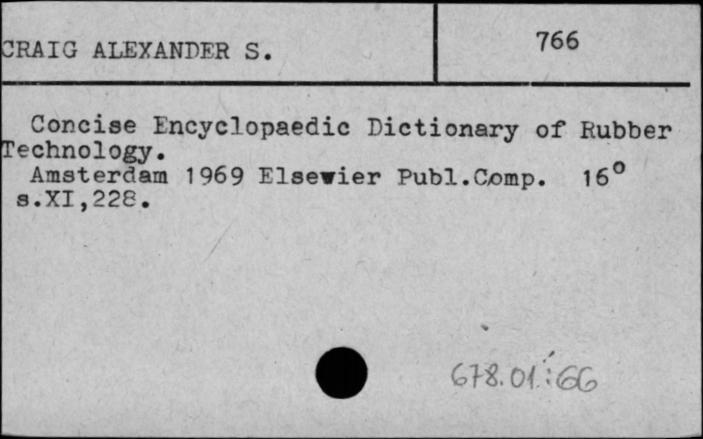 CRAIG ALEXANDER S.
766
Concise Encyclopaedic Dictionary of Rubber
Technology.
Amsterdam 1969 Elsevier Publ.Comp. 16°
s.XI,228.
678.01:66